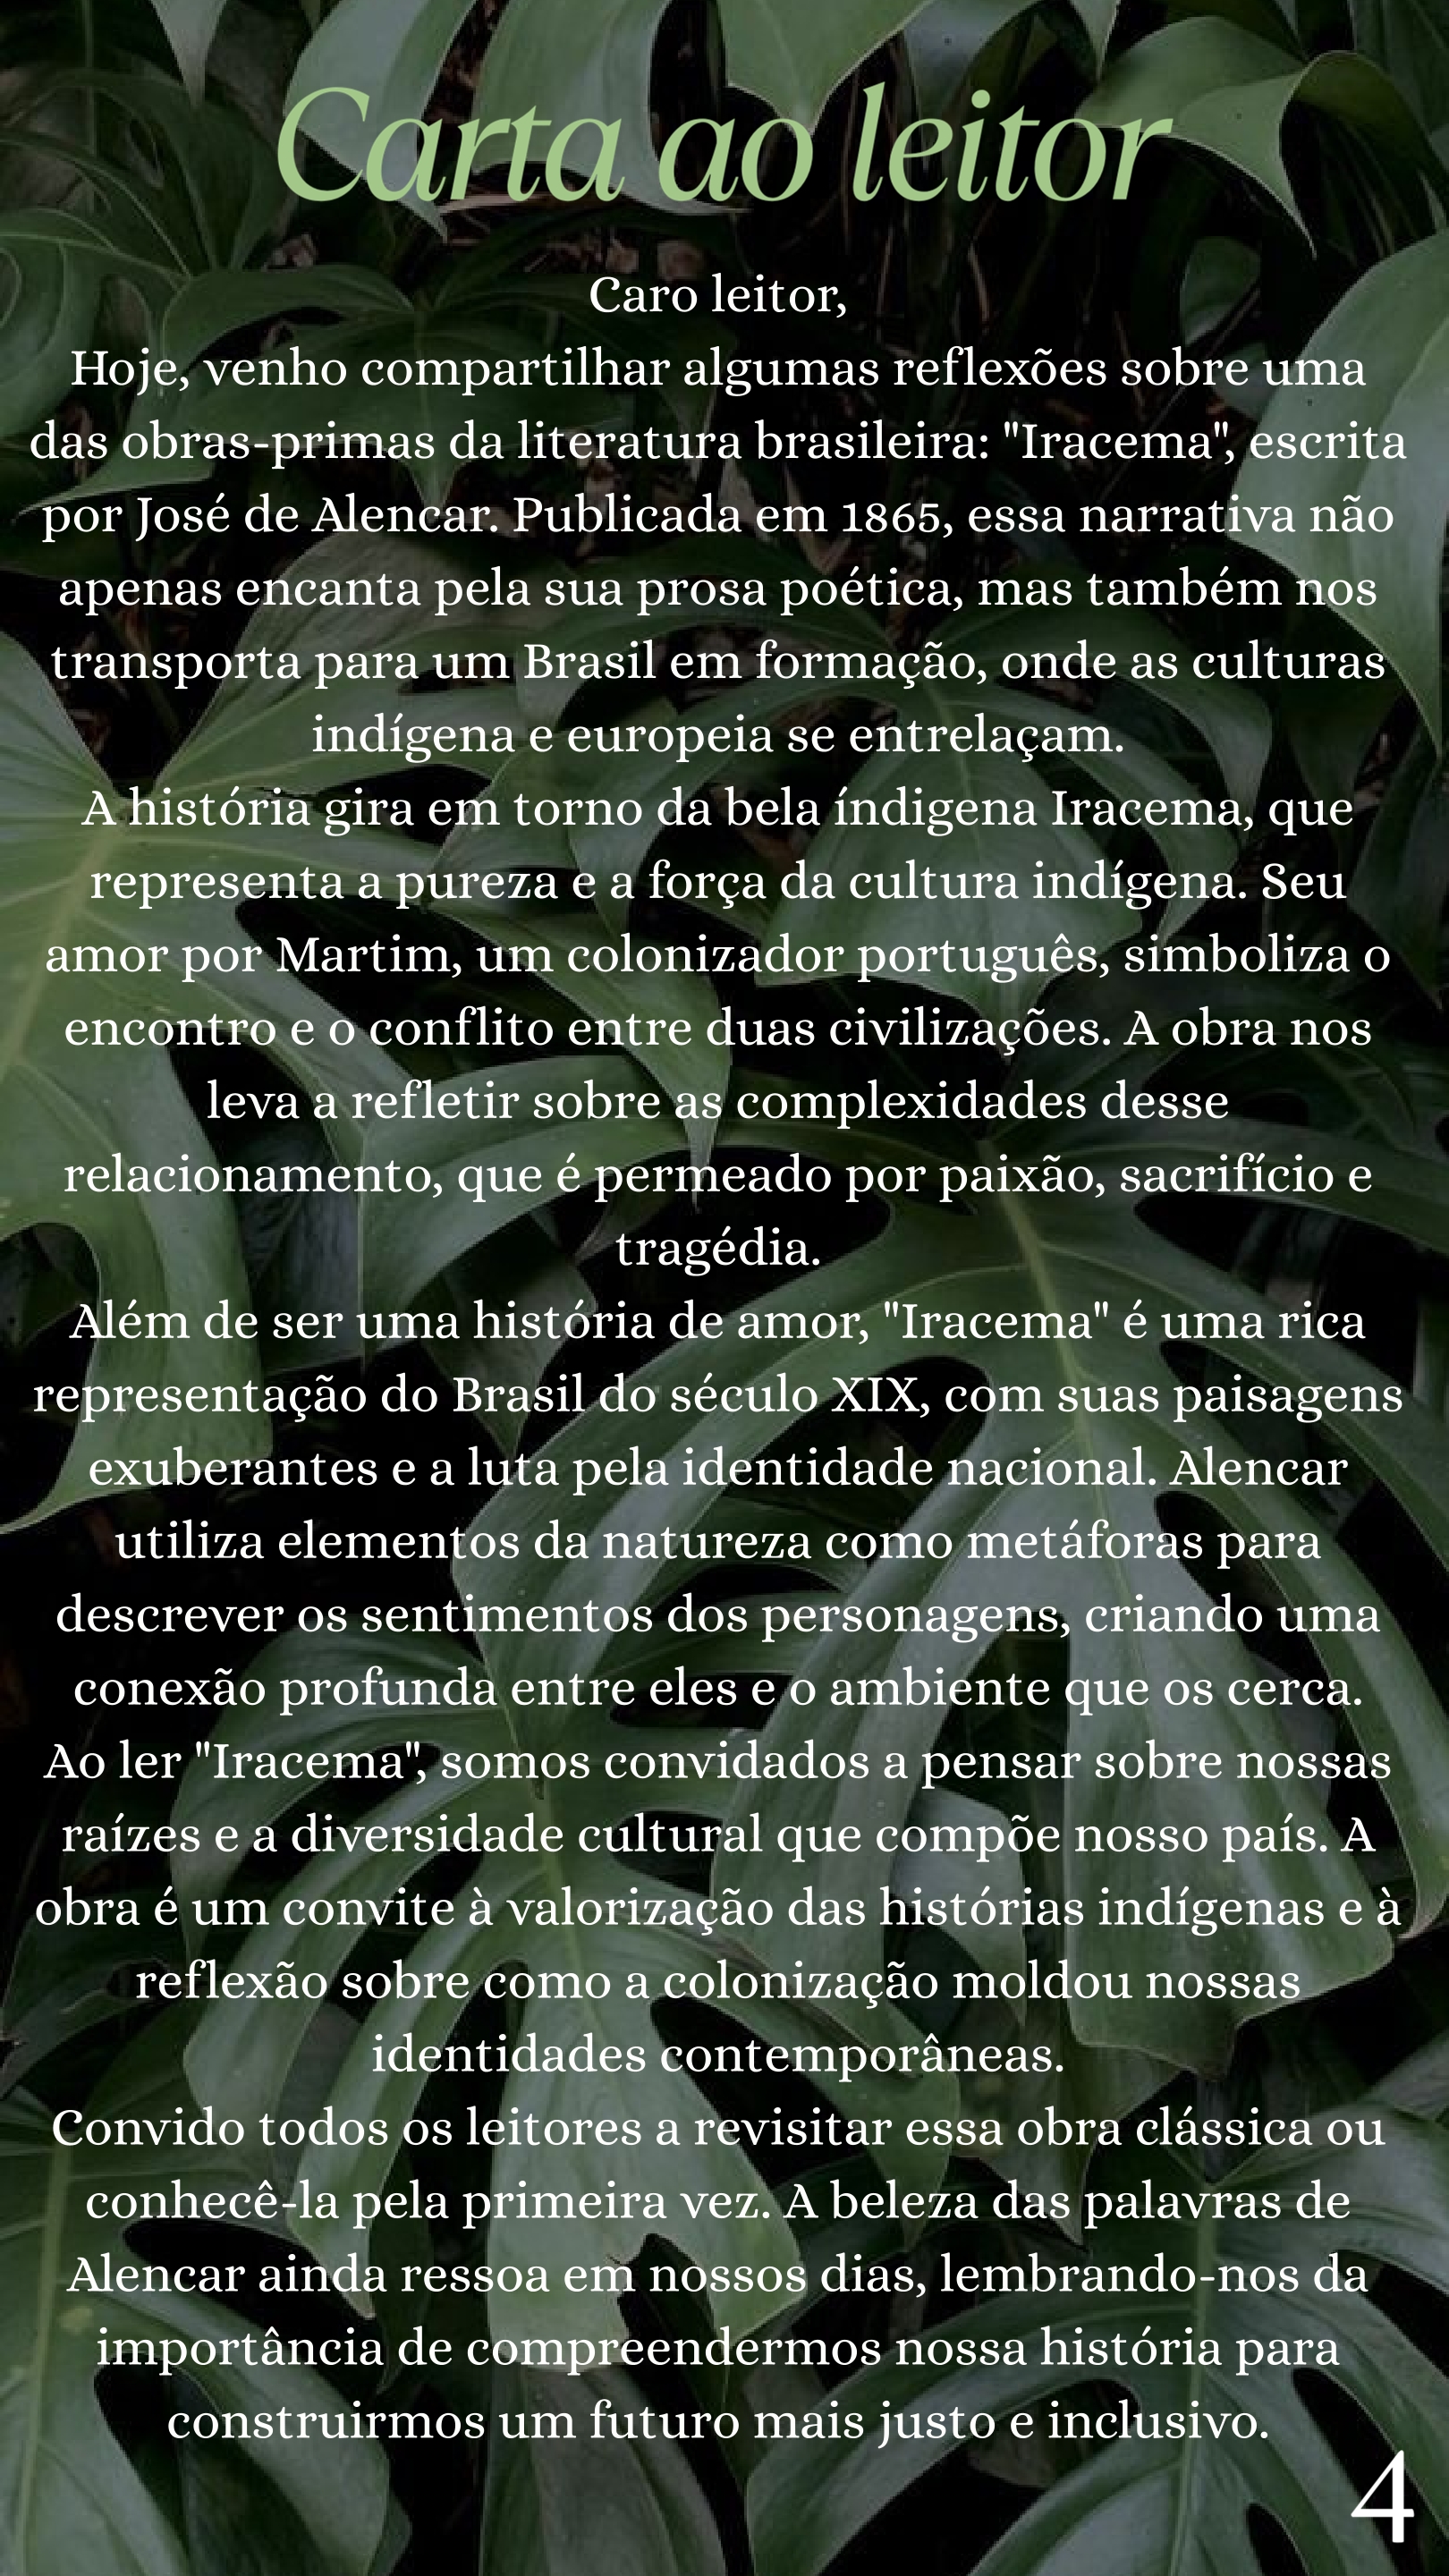 Carta ao leitor
Caro leitor,
Hoje, venho compartilhar algumas reflexões sobre uma
das obras-primas da literatura brasileira: "Iracema", escrita
por José de Alencar. Publicada em 1865, essa narrativa não
apenas encanta pela sua prosa poética, mas também nos
transporta para um Brasil em formação, onde as culturas
indígena e europeia se entrelaçam.
A história gira em torno da bela índigena Iracema, que
representa a pureza e a força da cultura indígena. Seu
amor por Martim, um colonizador português, simboliza o
encontro e o conflito entre duas civilizações. A obra nos
leva a refletir sobre as complexidades desse
relacionamento, que é permeado por paixão, sacrifício e
tragédia.
Além de ser uma história de amor, "Iracema" é uma rica
representação do Brasil do século XIX, com suas paisagens
exuberantes e a luta pela identidade nacional. Alencar
utiliza elementos da natureza como metáforas para
descrever os sentimentos dos personagens, criando uma
conexão profunda entre eles e o ambiente que os cerca.
Ao ler "Iracema", somos convidados a pensar sobre nossas
raízes e a diversidade cultural que compõe nosso país. A
obra é um convite à valorização das histórias indígenas e à
reflexão sobre como a colonização moldou nossas
identidades contemporâneas.
Convido todos os leitores a revisitar essa obra clássica ou
conhecê-la pela primeira vez. A beleza das palavras de
Alencar ainda ressoa em nossos dias, lembrando-nos da
importância de compreendermos nossa história para
construirmos um futuro mais justo e inclusivo.
4